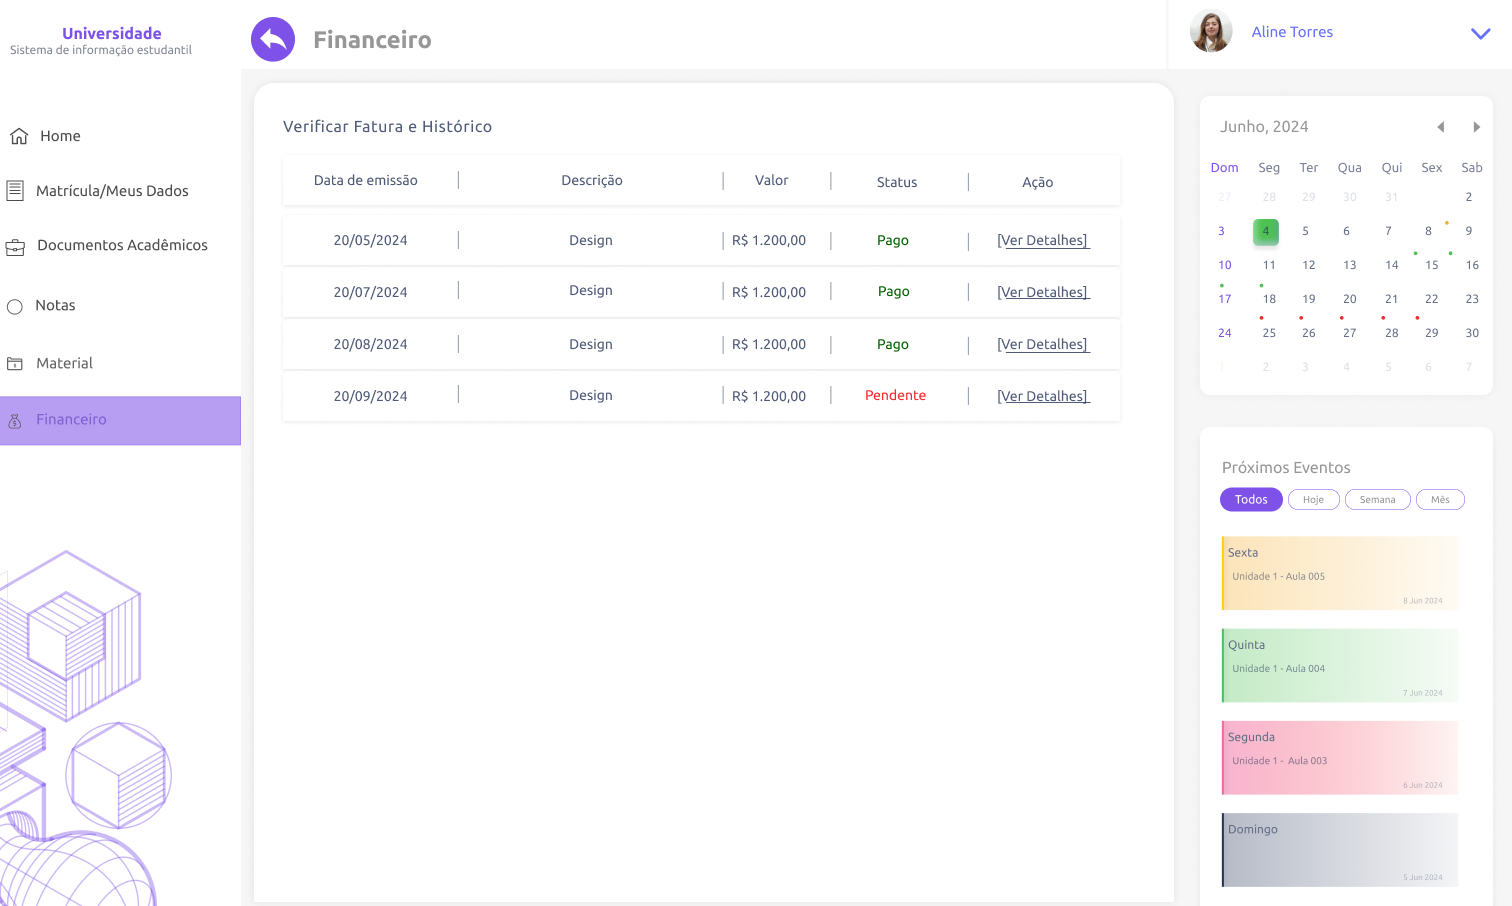 Universidade
Sistema de informação estudantil
Home
Matrícula/Meus Dados
Documentos Acadêmicos
Notas
Material
Financeiro
Financeiro
Aline Torres
Verificar Fatura e Histórico
Data de emissão | Descrição | Valor | Status | Ação
20/05/2024 | Design | R$ 1.200,00 | Pago | [Ver Detalhes]
20/07/2024 | Design | R$ 1.200,00 | Pago | [Ver Detalhes]
20/08/2024 | Design | R$ 1.200,00 | Pago | [Ver Detalhes]
20/09/2024 | Design | R$ 1.200,00 | Pendente | [Ver Detalhes]
Junho, 2024
Dom Seg Ter Qua Qui Sex Sab
27 28 29 30 31 2
3 4 5 6 7 8 9
10 11 12 13 14 15 16
17 18 19 20 21 22 23
24 25 26 27 28 29 30
1 2 3 4 5 6 7
Próximos Eventos
Todos Hoje Semana Mês
Sexta
Unidade 1 - Aula 005
8 Jun 2024
Quinta
Unidade 1 - Aula 004
7 Jun 2024
Segunda
Unidade 1 - Aula 003
6 Jun 2024
Domingo
5 Jun 2024